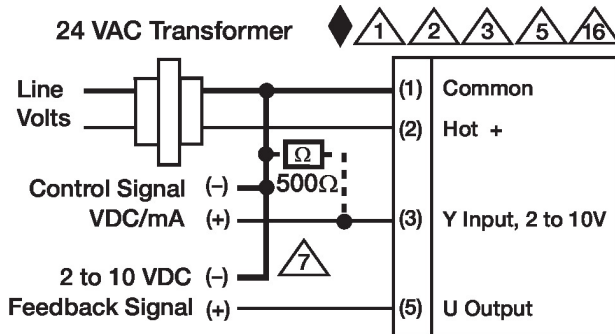 24 VAC Transformer
1 2 3 5 16
Line
Volts
(1) Common
(2) Hot +
Ω
500Ω
Control Signal (-)
VDC/mA (+)
(3) Y Input, 2 to 10V
7
2 to 10 VDC (-)
Feedback Signal (+)
(5) U Output